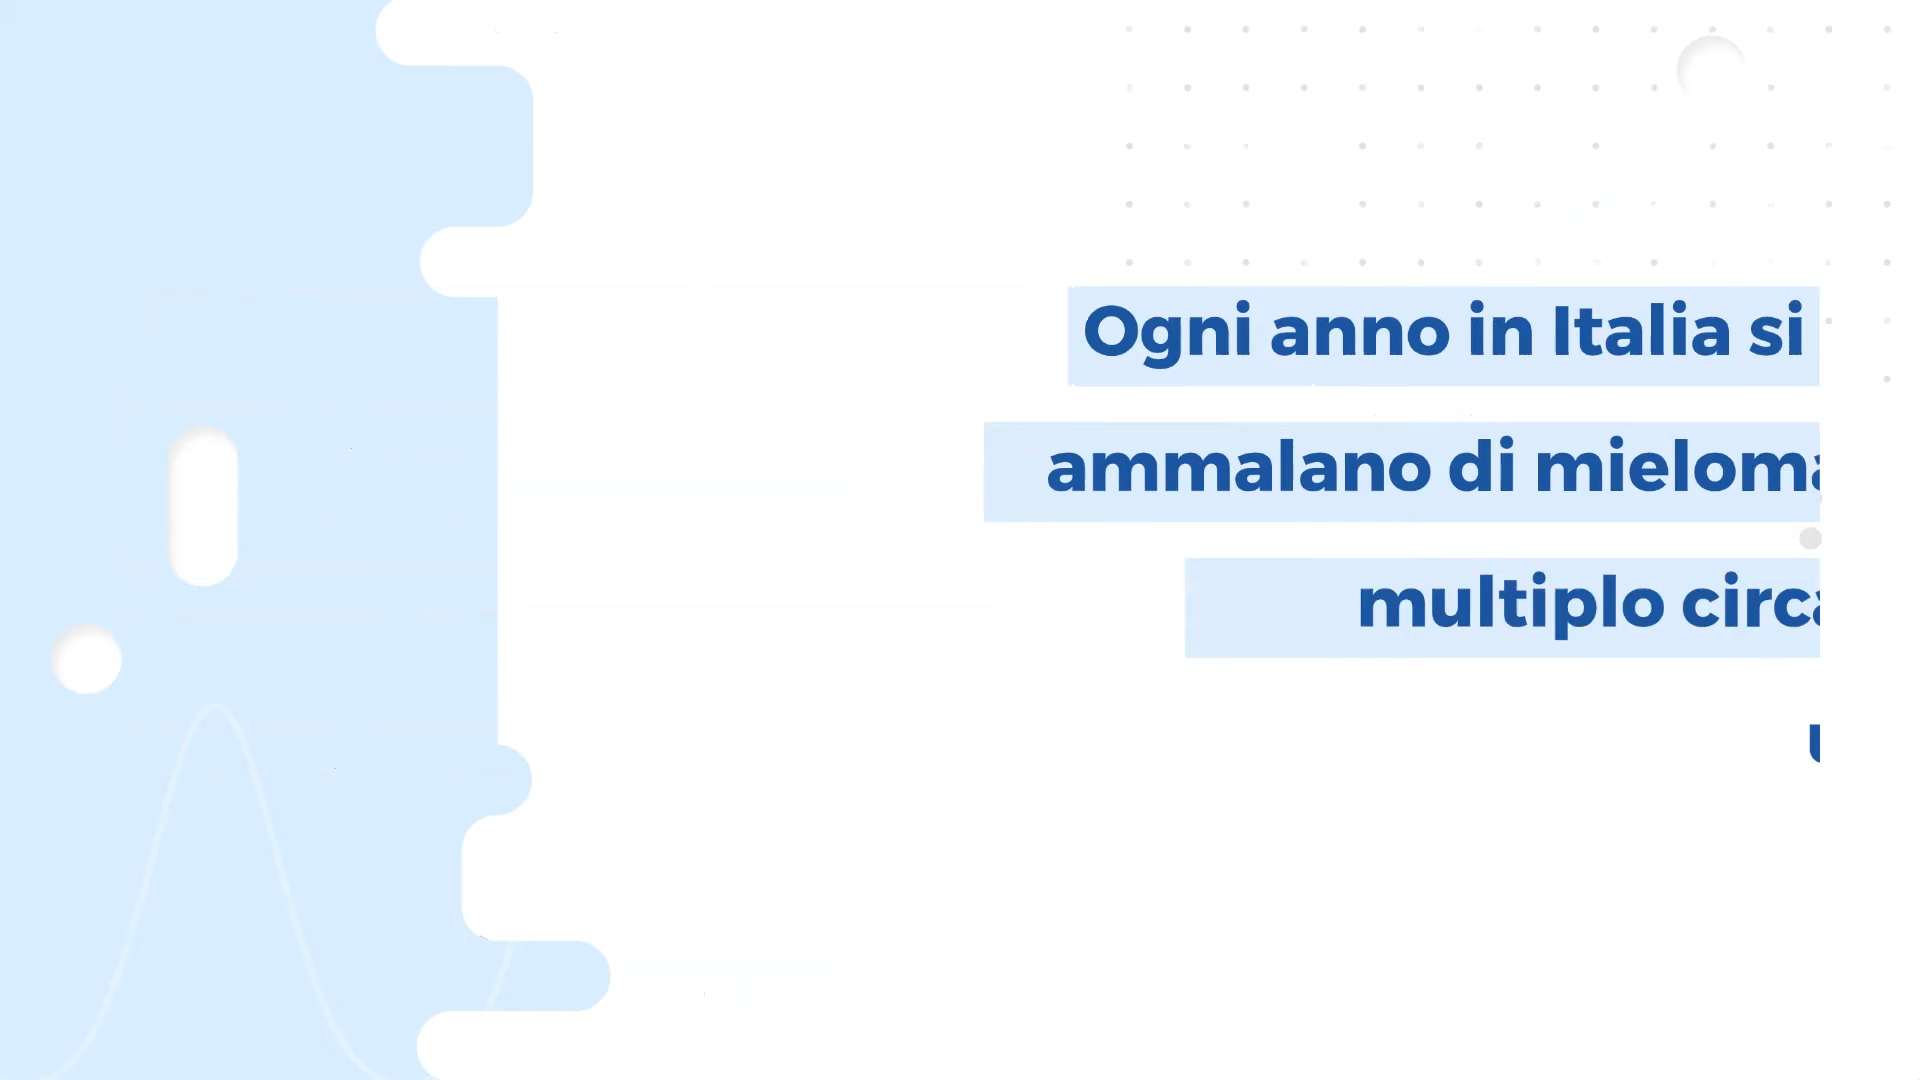 Ogni anno in Italia si
ammalano di mieloma
multiplo circa